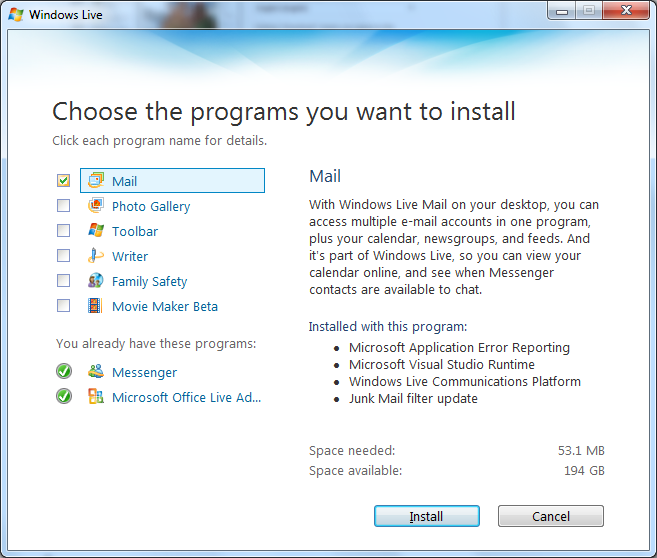 Windows Live
Choose the programs you want to install
Click each program name for details.
Mail
Photo Gallery
Toolbar
Writer
Family Safety
Movie Maker Beta
You already have these programs:
Messenger
Microsoft Office Live Ad...
Mail
With Windows Live Mail on your desktop, you can
access multiple e-mail accounts in one program,
plus your calendar, newsgroups, and feeds. And
it's part of Windows Live, so you can view your
calendar online, and see when Messenger
contacts are available to chat.
Installed with this program:
• Microsoft Application Error Reporting
• Microsoft Visual Studio Runtime
• Windows Live Communications Platform
• Junk Mail filter update
Space needed: 53.1 MB
Space available: 194 GB
Install
Cancel